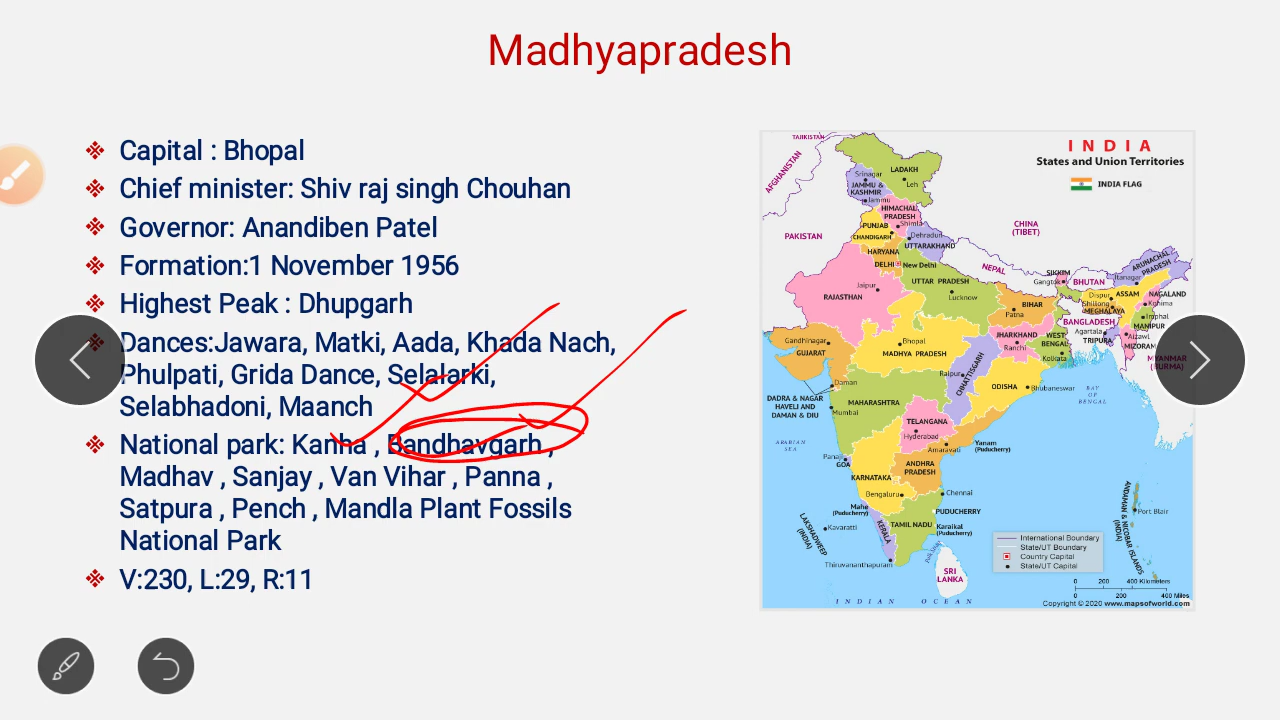 Madhyapradesh
Capital : Bhopal
Chief minister: Shiv raj singh Chouhan
Governor: Anandiben Patel
Formation:1 November 1956
Highest Peak : Dhupgarh
Dances:Jawara, Matki, Aada, Khada Nach,
Phulpati, Grida Dance, Selalarki,
Selabhadoni, Maanch
National park: Kanha , Bandhavgarh ,
Madhav , Sanjay , Van Vihar , Panna ,
Satpura , Pench , Mandla Plant Fossils
National Park
V:230, L:29, R:11
INDIA
States and Union Territories
INDIA FLAG
TAJIKISTAN
AFGHANISTAN
PAKISTAN
CHINA
(TIBET)
NEPAL
BHUTAN
BANGLADESH
MYANMAR
(BURMA)
LADAKH
Leh
Srinagar
JAMMU &
KASHMIR
Jammu
HIMACHAL
PRADESH
Shimla
PUNJAB
CHANDIGARH
Dehradun
UTTARAKHAND
HARYANA
DELHI
New Delhi
RAJASTHAN
Jaipur
UTTAR PRADESH
Lucknow
BIHAR
Patna
SIKKIM
Gangtok
ARUNACHAL
PRADESH
Itanagar
Dispur
ASSAM
NAGALAND
Kohima
Shillong
MEGHALAYA
Imphal
MANIPUR
Agartala
TRIPURA
Aizawl
MIZORAM
Gandhinagar
GUJARAT
Bhopal
MADHYA PRADESH
JHARKHAND
Ranchi
WEST
BENGAL
Kolkata
Raipur
CHHATTISGARH
ODISHA
Bhubaneswar
Daman
DADRA & NAGAR
HAVELI AND
DAMAN & DIU
MAHARASHTRA
Mumbai
TELANGANA
Hyderabad
Amaravati
Yanam
(Puducherry)
BAY
OF
BENGAL
ARABIAN
SEA
Panaji
GOA
KARNATAKA
ANDHRA
PRADESH
Bengaluru
Chennai
Mahe
(Puducherry)
PUDUCHERRY
TAMIL NADU
Karaikal
(Puducherry)
KERALA
LAKSHADWEEP
(INDIA)
Kavaratti
Thiruvananthapuram
SRI
LANKA
ANDAMAN & NICOBAR ISLANDS
(INDIA)
Port Blair
INDIAN OCEAN
International Boundary
State/UT Boundary
Country Capital
State/UT Capital
0 200 400 Kilometers
0 200 400 Miles
Copyright © 2020 www.mapsofworld.com